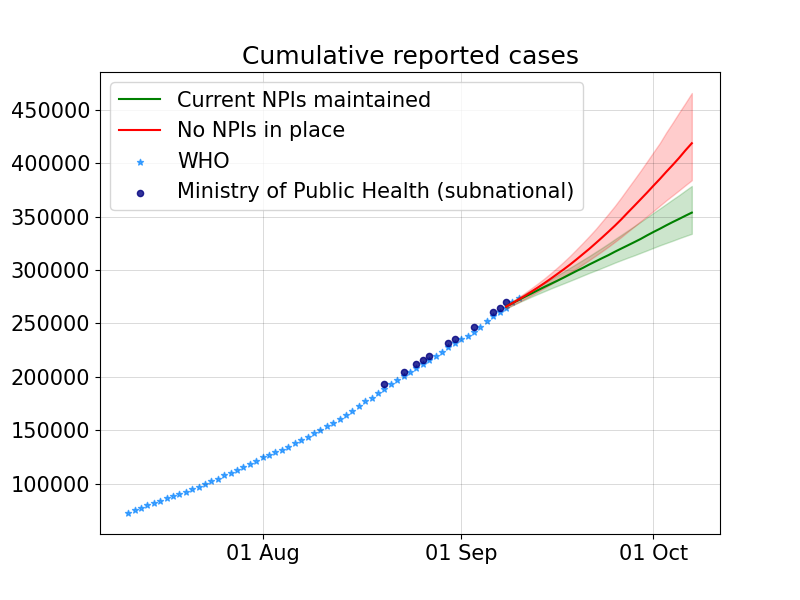 Cumulative reported cases
Current NPIs maintained
No NPIs in place
WHO
Ministry of Public Health (subnational)
450000
400000
350000
300000
250000
200000
150000
100000
01 Aug
01 Sep
01 Oct